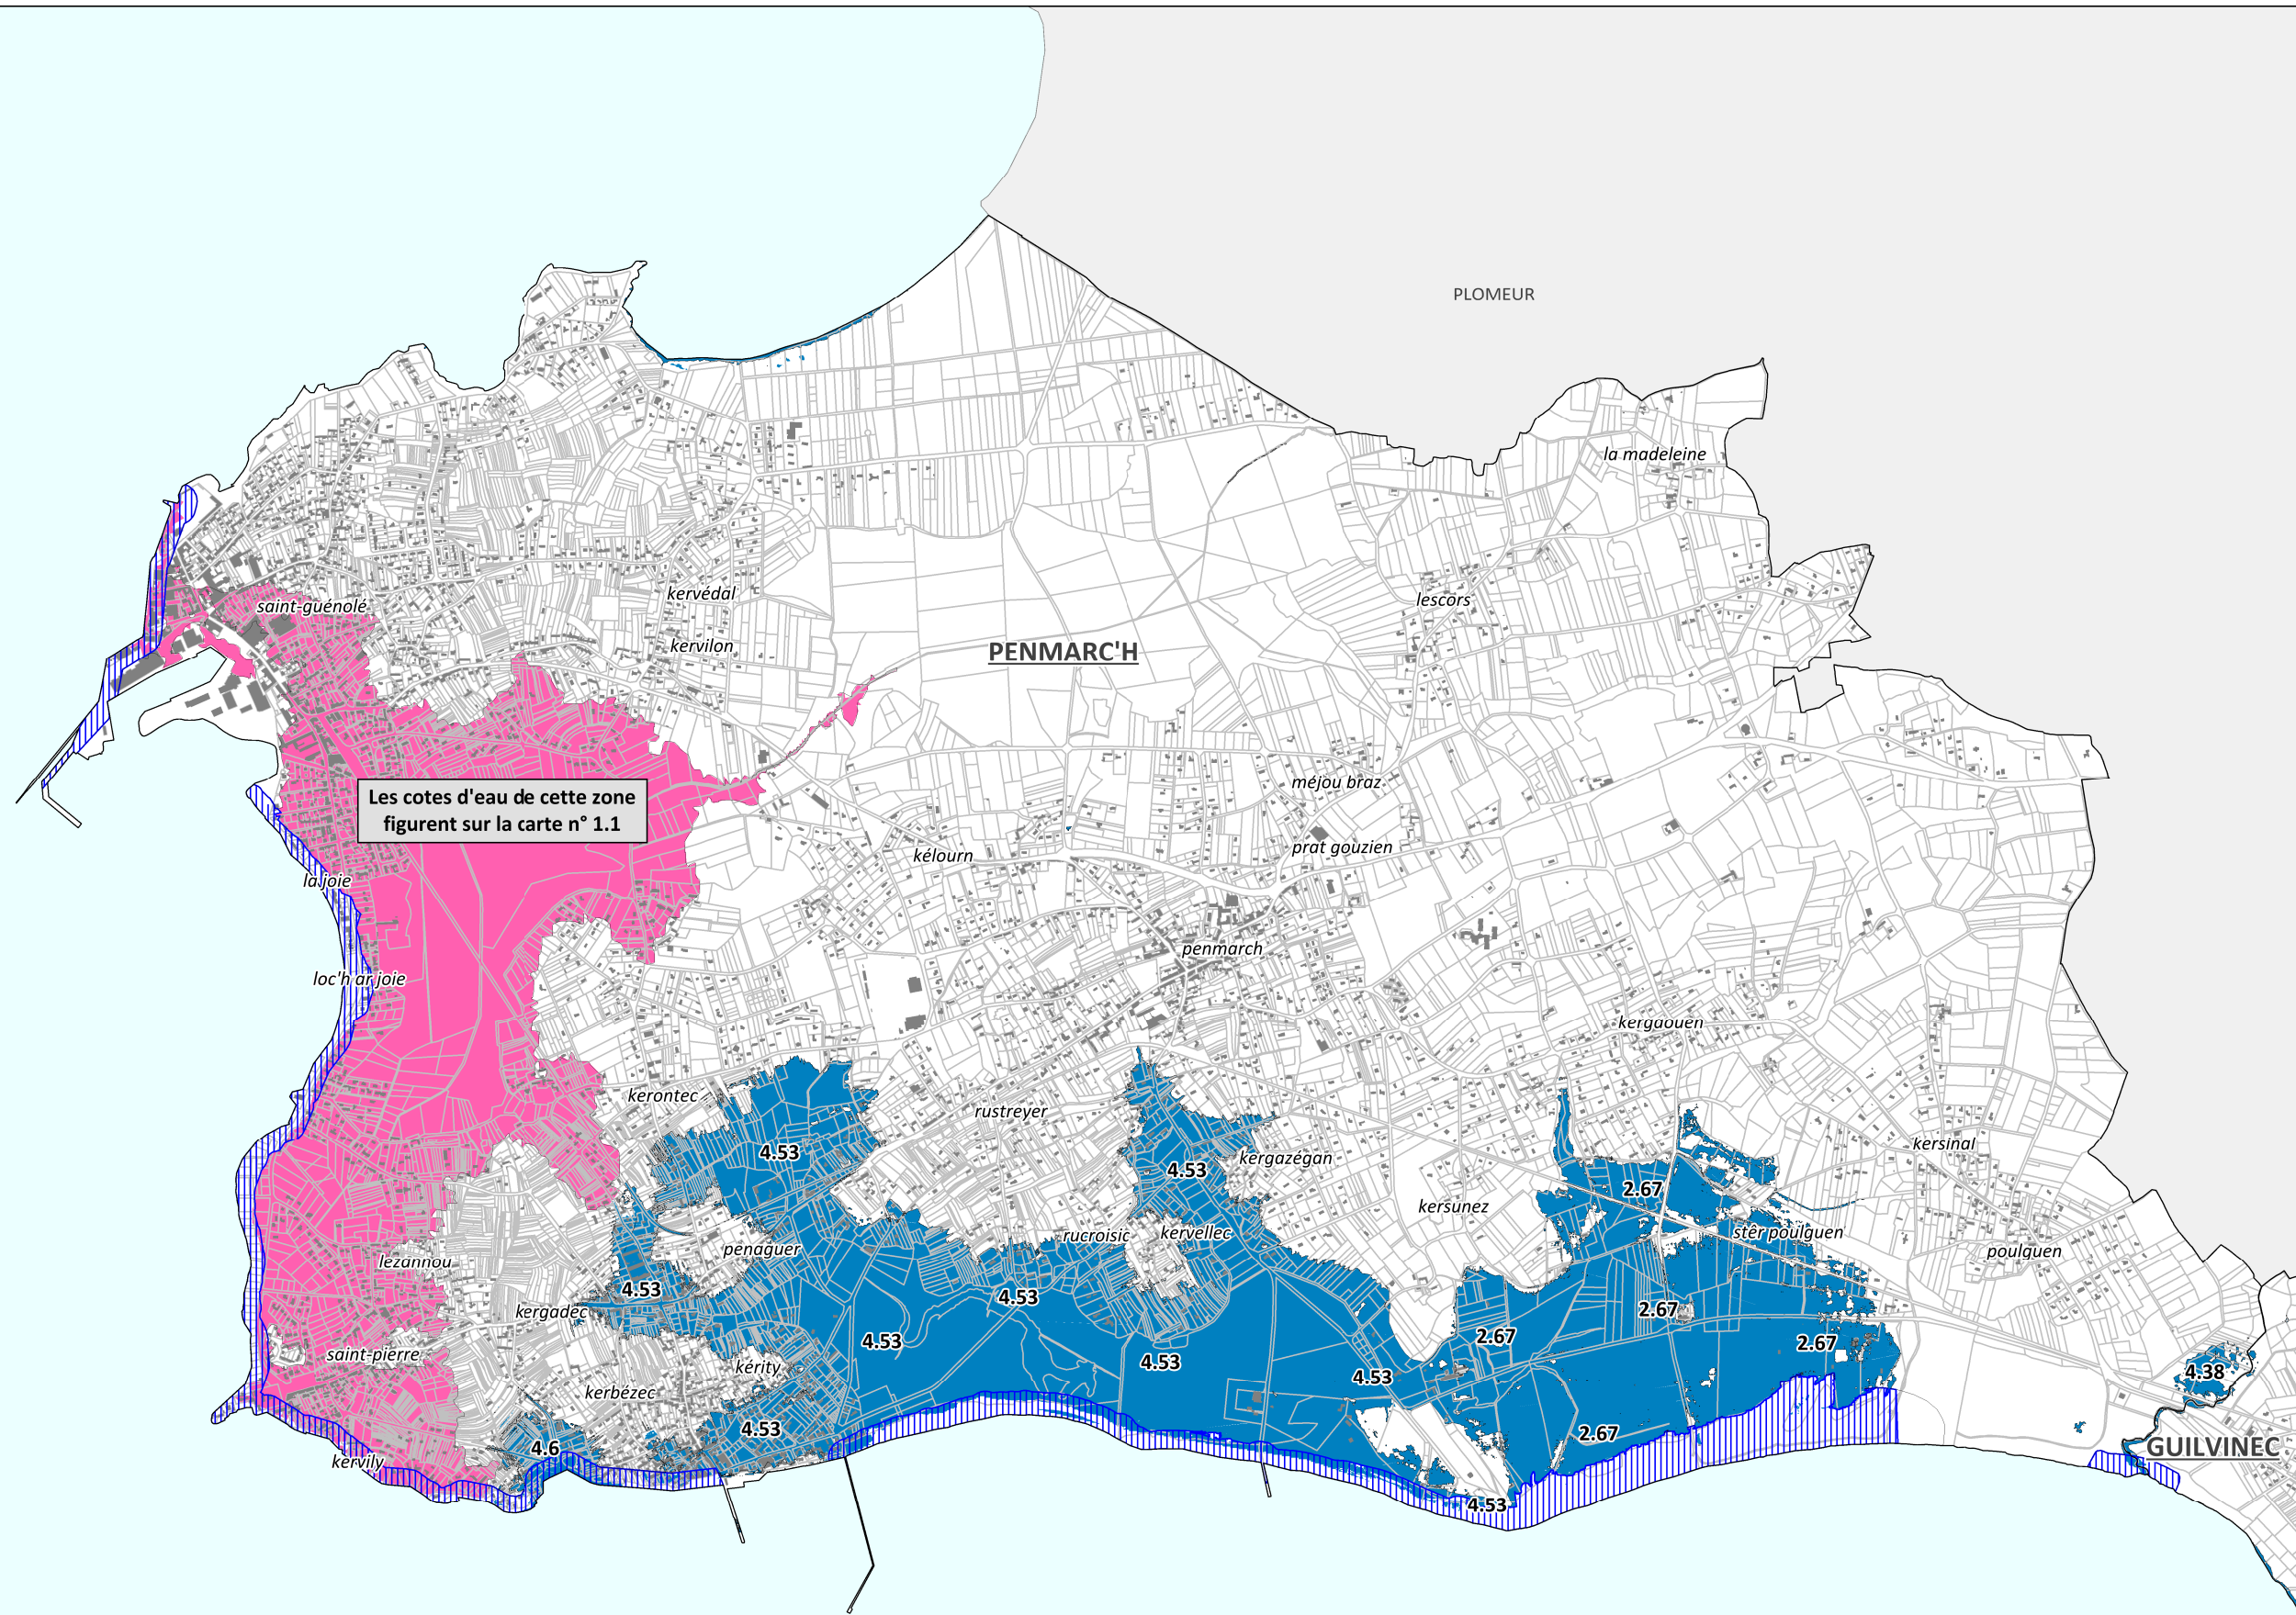 PLOMEUR
la madeleine
kervédal
lescors
saint-guénolé
kervilon
PENMARC'H
méjou braz
Les cotes d'eau de cette zone
figurent sur la carte n° 1.1
prat gouzien
kélourn
la joie
penmarch
loc'h ar joie
kergaouen
kerontec
rustreyer
kersinal
4.53
kergazégan
4.53
2.67
kersunez
stêr poulguen
kervellec
rucroisic
penaguer
poulguen
lezannou
4.53
4.53
kergadec
2.67
2.67
2.67
4.53
saint-pierre
4.53
kérity
4.53
4.38
kerbézec
4.53
2.67
4.6
GUILVINEC
kervily
4.53